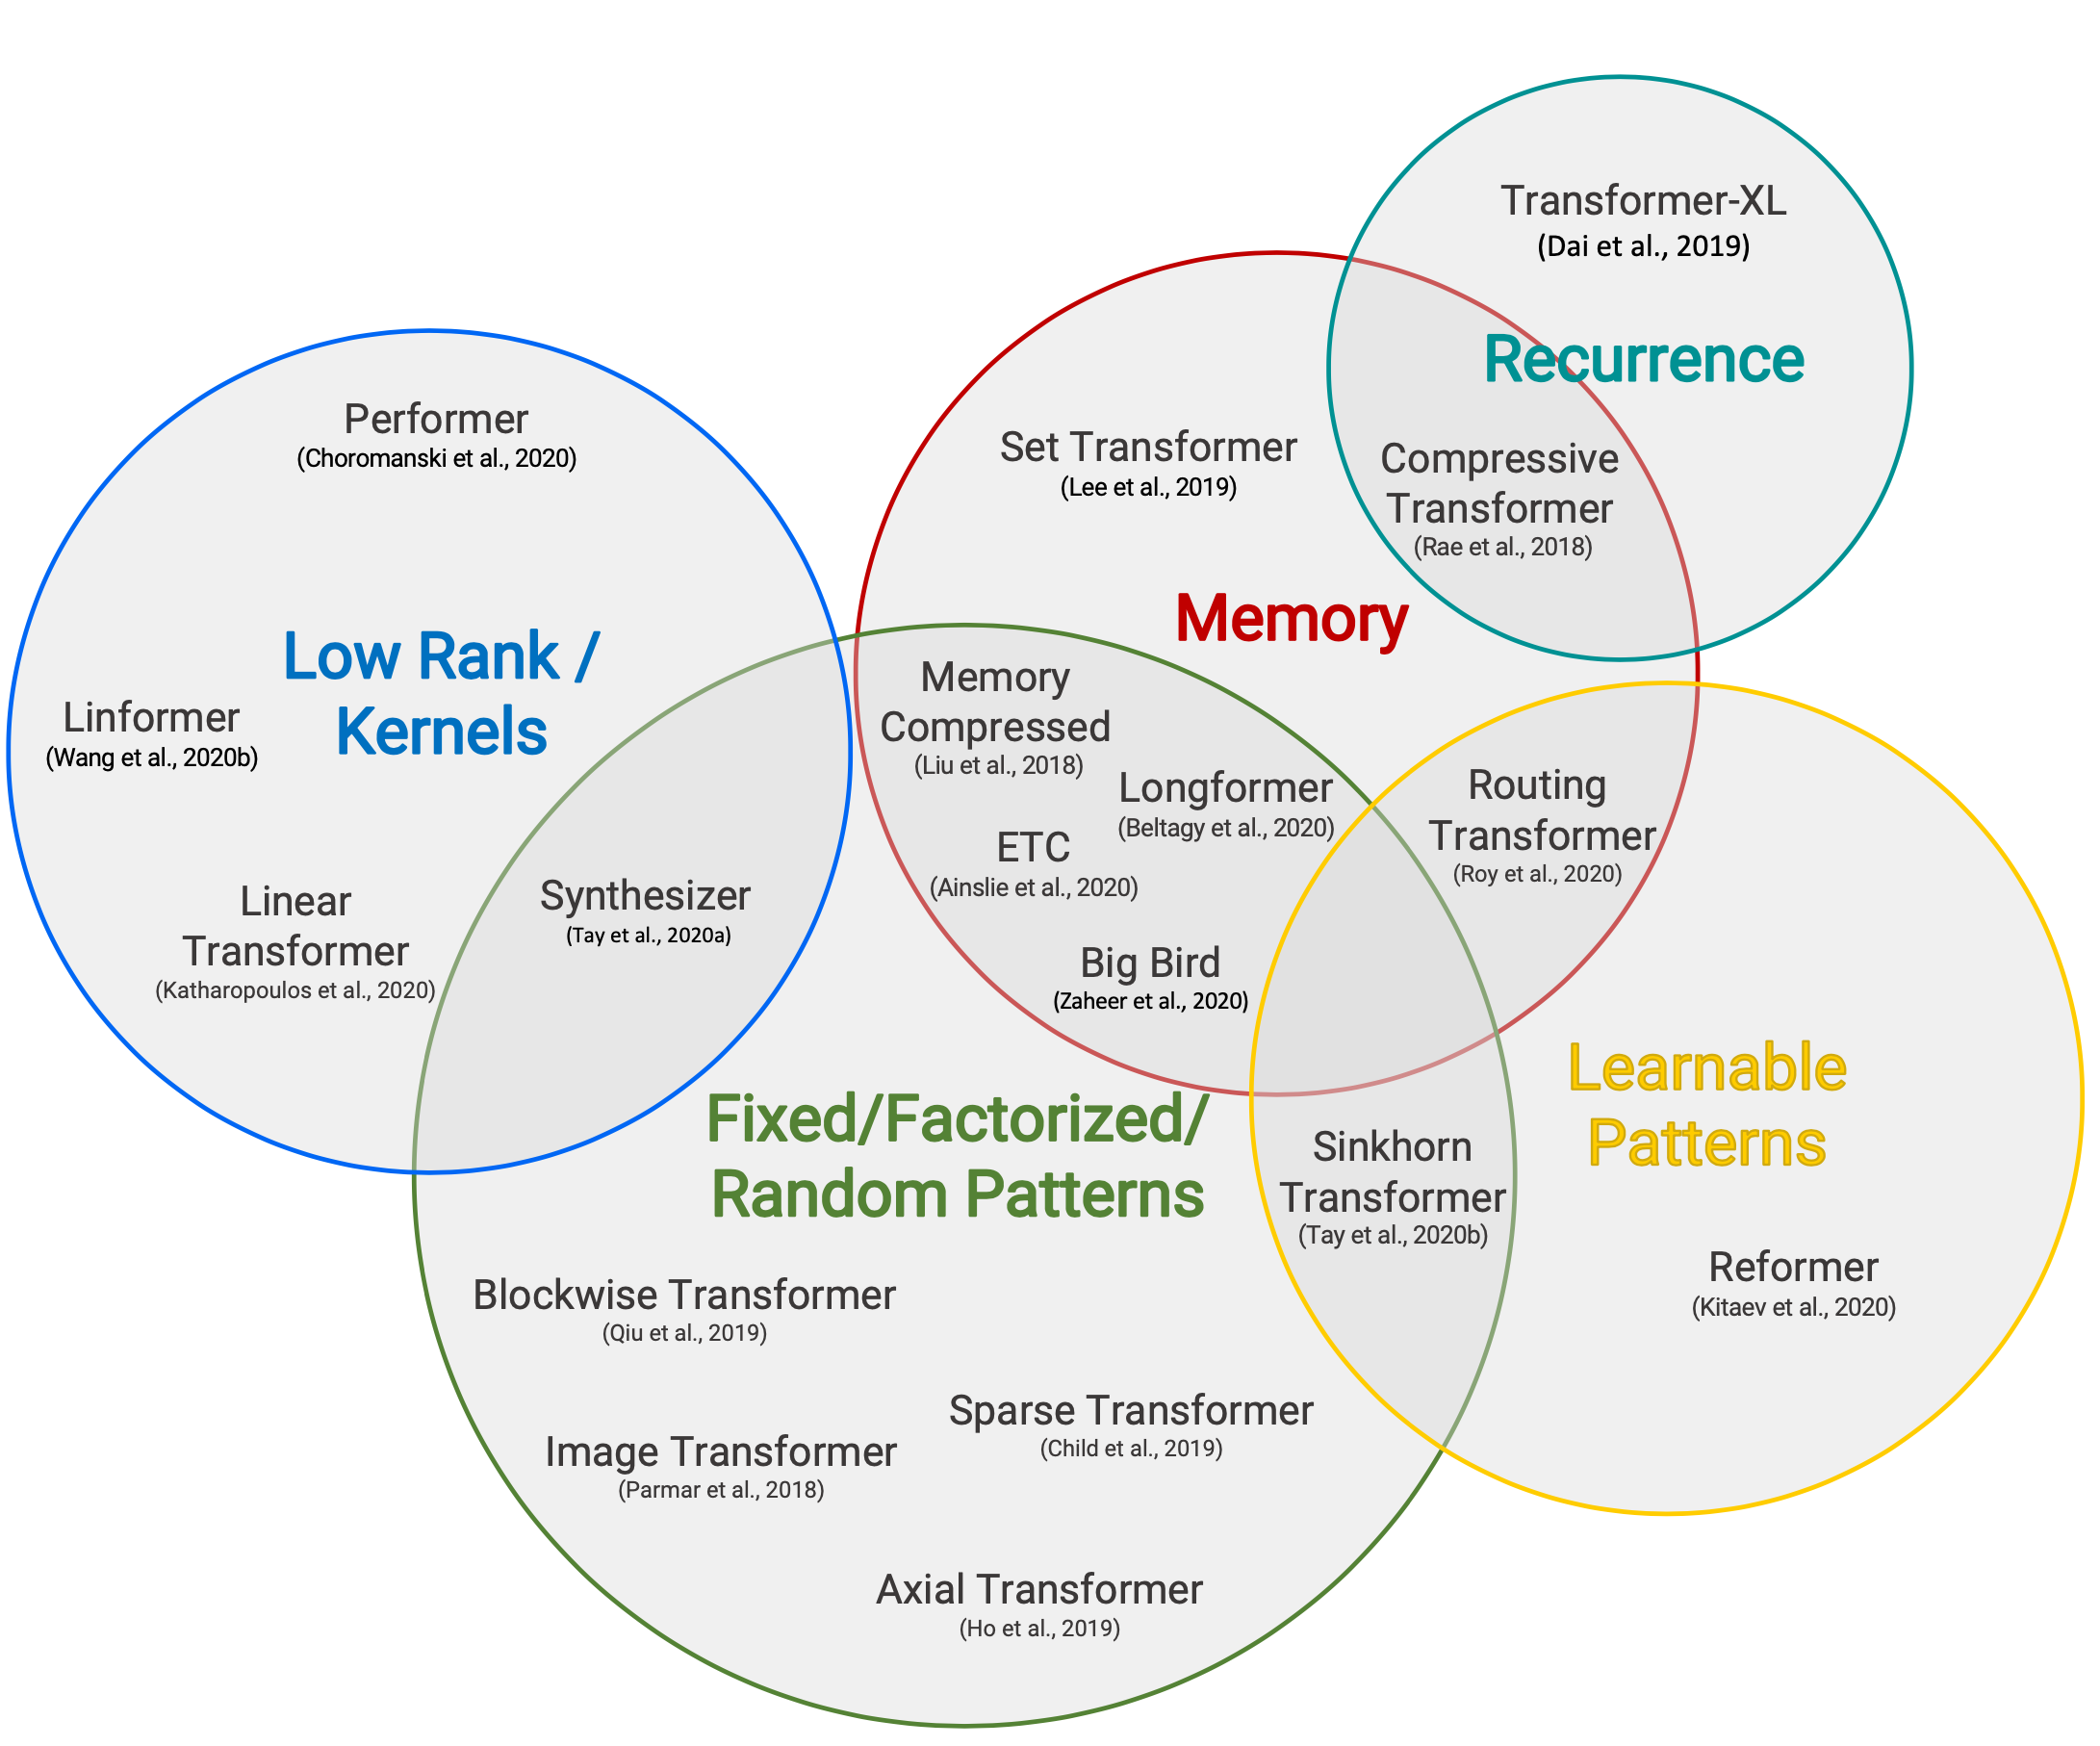 Transformer-XL
(Dai et al., 2019)
Recurrence
Performer
(Choromanski et al., 2020)
Set Transformer
(Lee et al., 2019)
Compressive
Transformer
(Rae et al., 2018)
Memory
Low Rank /
Kernels
Linformer
(Wang et al., 2020b)
Memory
Compressed
(Liu et al., 2018)
Longformer
(Beltagy et al., 2020)
Routing
Transformer
(Roy et al., 2020)
ETC
(Ainslie et al., 2020)
Linear
Transformer
(Katharopoulos et al., 2020)
Synthesizer
(Tay et al., 2020a)
Big Bird
(Zaheer et al., 2020)
Learnable
Patterns
Fixed/Factorized/
Random Patterns
Sinkhorn
Transformer
(Tay et al., 2020b)
Reformer
(Kitaev et al., 2020)
Blockwise Transformer
(Qiu et al., 2019)
Sparse Transformer
(Child et al., 2019)
Image Transformer
(Parmar et al., 2018)
Axial Transformer
(Ho et al., 2019)